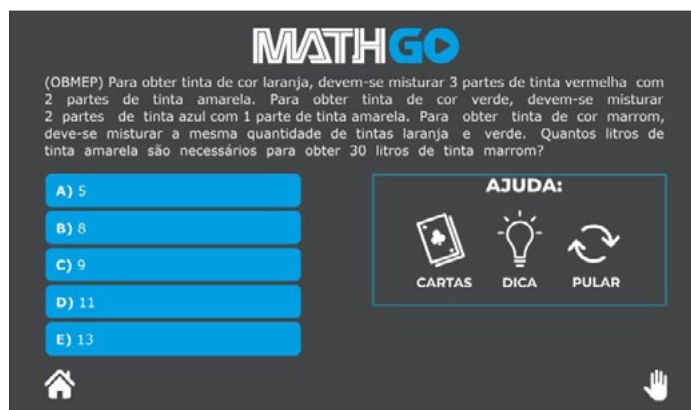 MATHGO
(OBMEP) Para obter tinta de cor laranja, devem-se misturar 3 partes de tinta vermelha com
2 partes de tinta amarela. Para obter tinta de cor verde, devem-se misturar
2 partes de tinta azul com 1 parte de tinta amarela. Para obter tinta de cor marrom,
deve-se misturar a mesma quantidade de tintas laranja e verde. Quantos litros de
tinta amarela são necessários para obter 30 litros de tinta marrom?
A) 5
B) 8
C) 9
D) 11
E) 13
AJUDA:
CARTAS DICA PULAR